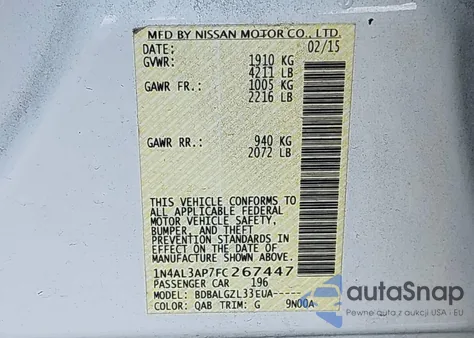 MFD BY NISSAN MOTOR CO., LTD.
DATE: 02/15
GVWR: 1910 KG
4211 LB
GAWR FR.: 1005 KG
2216 LB
GAWR RR.: 940 KG
2072 LB
THIS VEHICLE CONFORMS TO
ALL APPLICABLE FEDERAL
MOTOR VEHICLE SAFETY,
BUMPER, AND THEFT
PREVENTION STANDARDS IN
EFFECT ON THE DATE OF
MANUFACTURE SHOWN ABOVE.
1N4AL3AP7FC267447
PASSENGER CAR 196
MODEL: BDBALGZL33EUA-----
COLOR: QAB TRIM: G 9N00A
autoSnap
Pewne auta z aukcji USA i EU